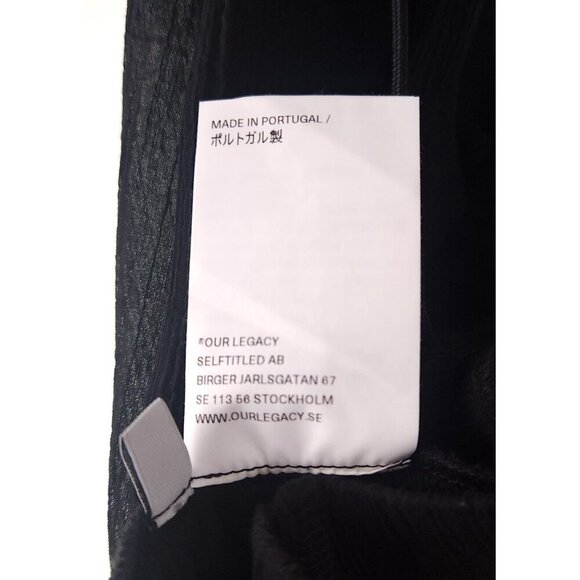 MADE IN PORTUGAL /
ポルトガル製
#OUR LEGACY
SELFTITLED AB
BIRGER JARLSGATAN 67
SE 113 56 STOCKHOLM
WWW.OURLEGACY.SE